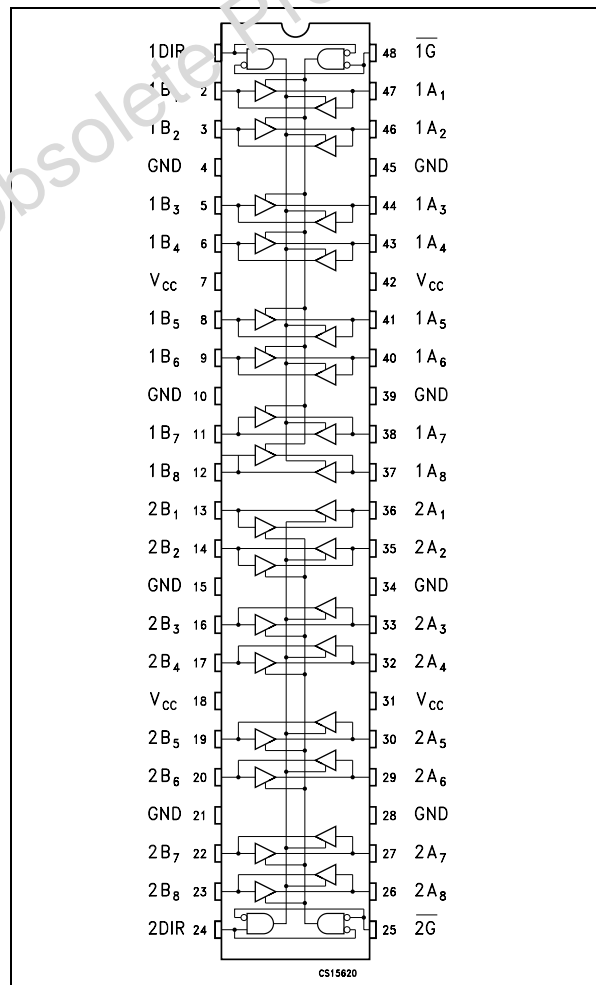 1DIR 48 1G̅
1B1 2 47 1A₁
1B₂ 3 46 1A₂
GND 4 45 GND
1B₃ 5 44 1A₃
1B₄ 6 43 1A₄
Vcc 7 42 Vcc
1B₅ 8 41 1A₅
1B₆ 9 40 1A₆
GND 10 39 GND
1B₇ 11 38 1A₇
1B₈ 12 37 1A₈
2B₁ 13 36 2A₁
2B₂ 14 35 2A₂
GND 15 34 GND
2B₃ 16 33 2A₃
2B₄ 17 32 2A₄
Vcc 18 31 Vcc
2B₅ 19 30 2A₅
2B₆ 20 29 2A₆
GND 21 28 GND
2B₇ 22 27 2A₇
2B₈ 23 26 2A₈
2DIR 24 25 2G̅
CS15620